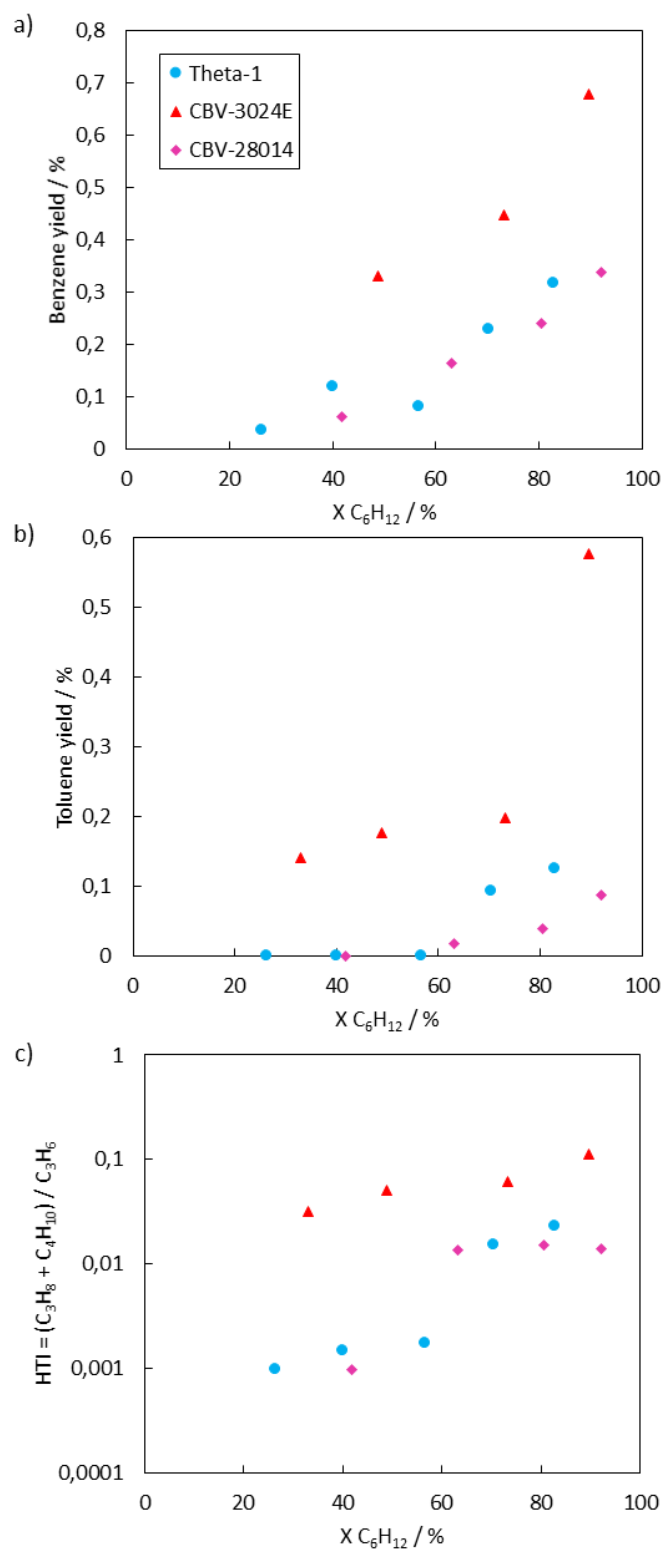 a)
0,8
0,7
0,6
0,5
0,4
0,3
0,2
0,1
0
Benzene yield / %
Theta-1
CBV-3024E
CBV-28014
0 20 40 60 80 100
X C₆H₁₂ / %
b)
0,6
0,5
0,4
0,3
0,2
0,1
0
Toluene yield / %
0 20 40 60 80 100
X C₆H₁₂ / %
c)
1
0,1
0,01
0,001
0,0001
HTI = (C₃H₈ + C₄H₁₀) / C₃H₆
0 20 40 60 80 100
X C₆H₁₂ / %